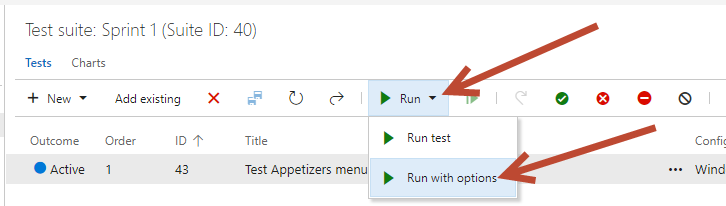 Test suite: Sprint 1 (Suite ID: 40)
Tests Charts
New Add existing Run
Run test
Outcome Order ID Title Config
Active 1 43 Test Appetizers menu Wind
Run with options